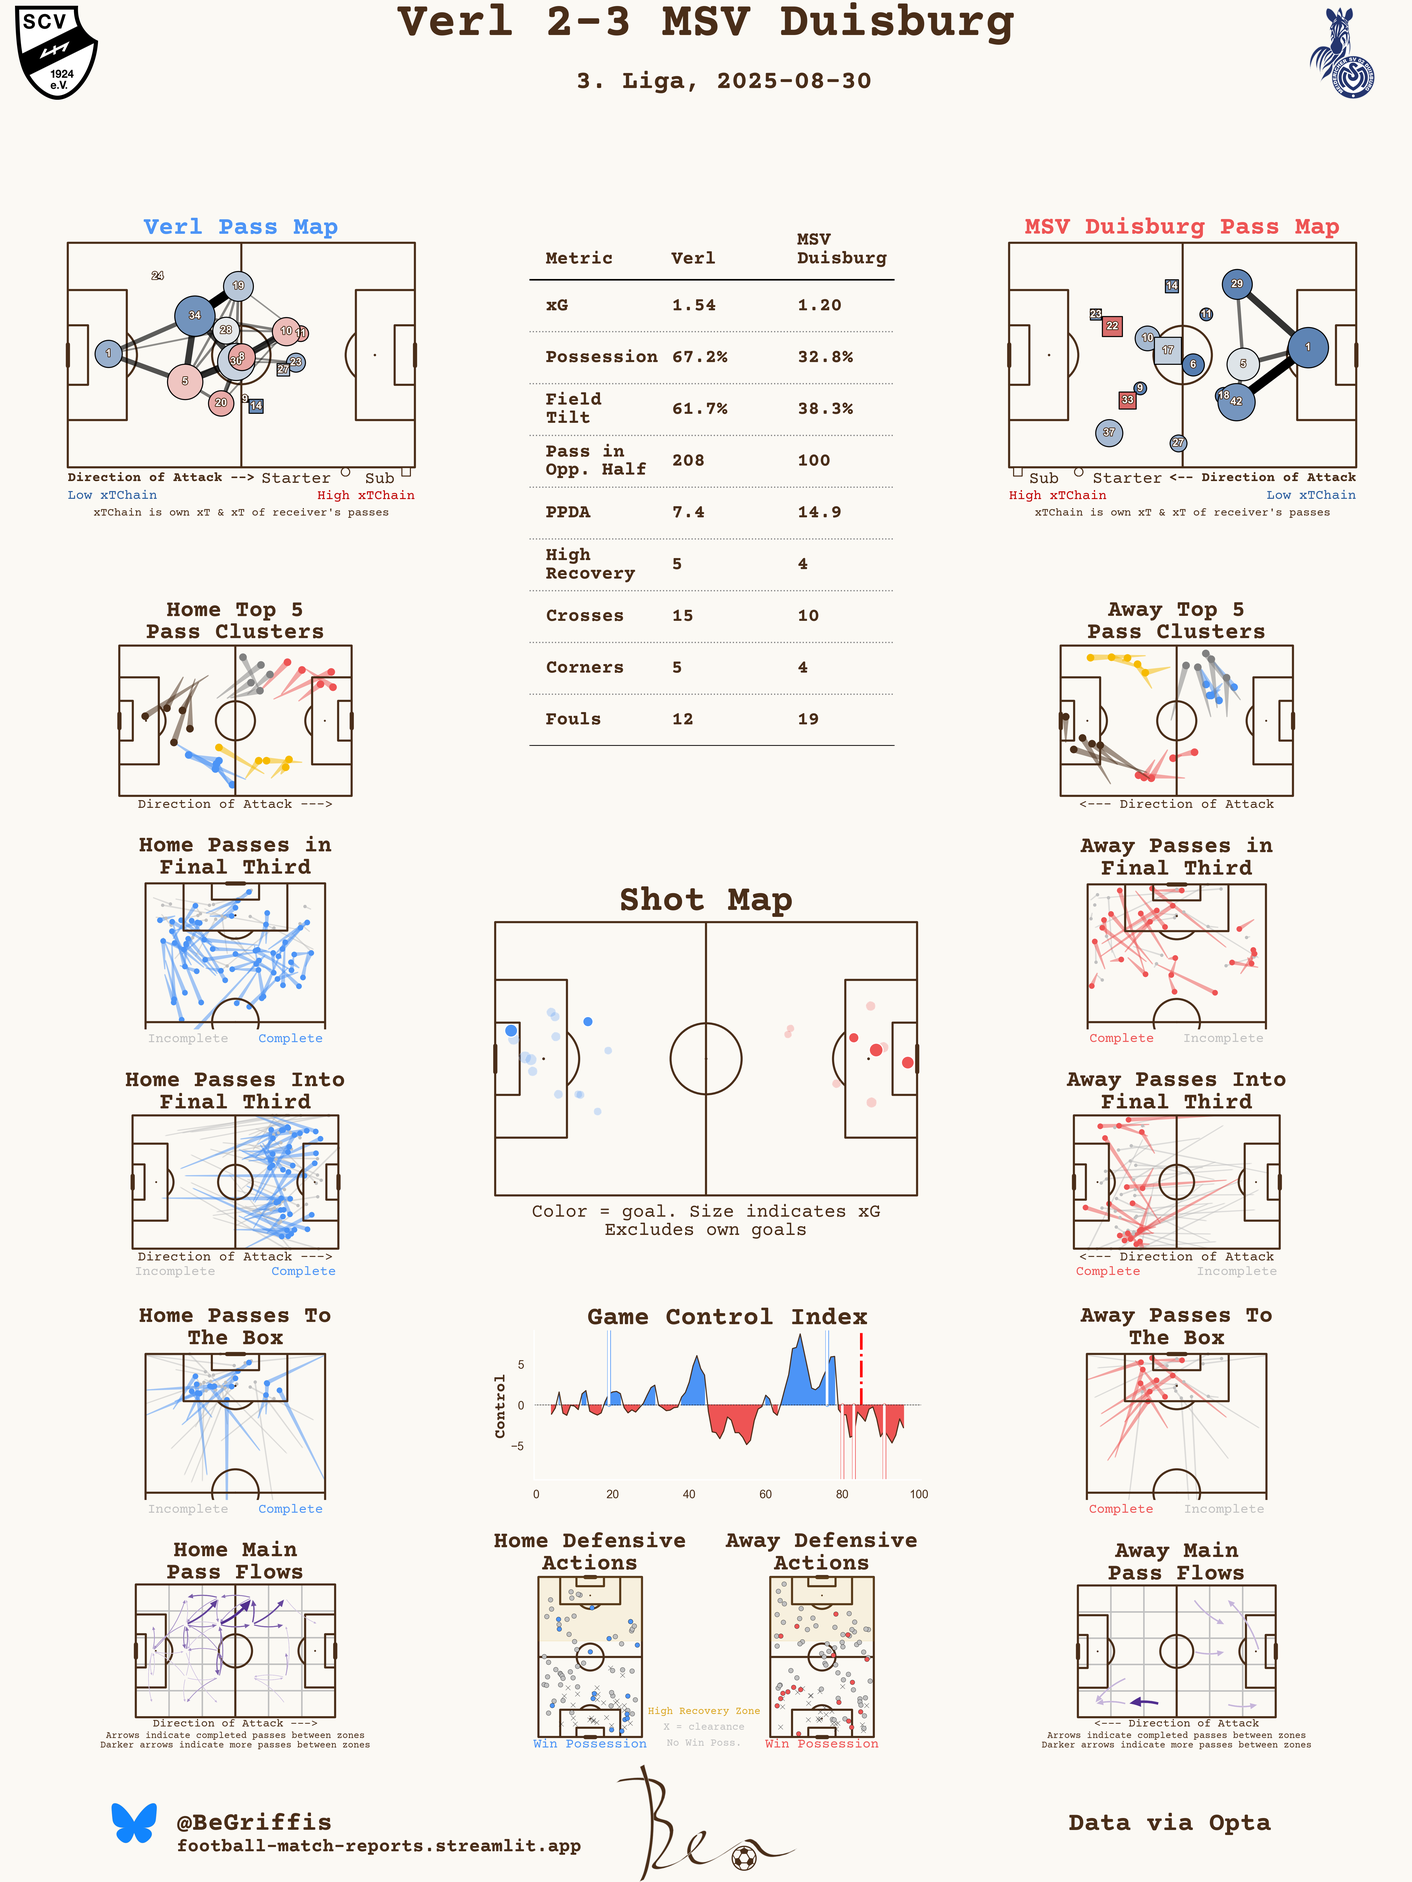 Verl 2-3 MSV Duisburg
3. Liga, 2025-08-30
SCV
1924
e.V.
Verl Pass Map
24
19
34
28
10
11
1
8
30
23
27
5
20
9
14
Direction of Attack --> Starter Sub
Low xTChain High xTChain
xTChain is own xT & xT of receiver's passes
Metric Verl MSV Duisburg
xG 1.54 1.20
Possession 67.2% 32.8%
Field Tilt 61.7% 38.3%
Pass in Opp. Half 208 100
PPDA 7.4 14.9
High Recovery 5 4
Crosses 15 10
Corners 5 4
Fouls 12 19
MSV Duisburg Pass Map
14
29
23
22
11
10
17
1
6
5
9
18
33
42
37
27
Sub Starter <-- Direction of Attack
High xTChain Low xTChain
xTChain is own xT & xT of receiver's passes
Home Top 5
Pass Clusters
Direction of Attack --->
Away Top 5
Pass Clusters
<--- Direction of Attack
Home Passes in
Final Third
Incomplete Complete
Away Passes in
Final Third
Complete Incomplete
Shot Map
Color = goal. Size indicates xG
Excludes own goals
Home Passes Into
Final Third
Direction of Attack --->
Incomplete Complete
Away Passes Into
Final Third
<--- Direction of Attack
Complete Incomplete
Home Passes To
The Box
Incomplete Complete
Game Control Index
Control
5
0
−5
0 20 40 60 80 100
Away Passes To
The Box
Complete Incomplete
Home Main
Pass Flows
Direction of Attack --->
Arrows indicate completed passes between zones
Darker arrows indicate more passes between zones
Home Defensive
Actions
Win Possession
High Recovery Zone
X = clearance
No Win Poss.
Away Defensive
Actions
Win Possession
Away Main
Pass Flows
<--- Direction of Attack
Arrows indicate completed passes between zones
Darker arrows indicate more passes between zones
@BeGriffis
football-match-reports.streamlit.app
Ben
Data via Opta